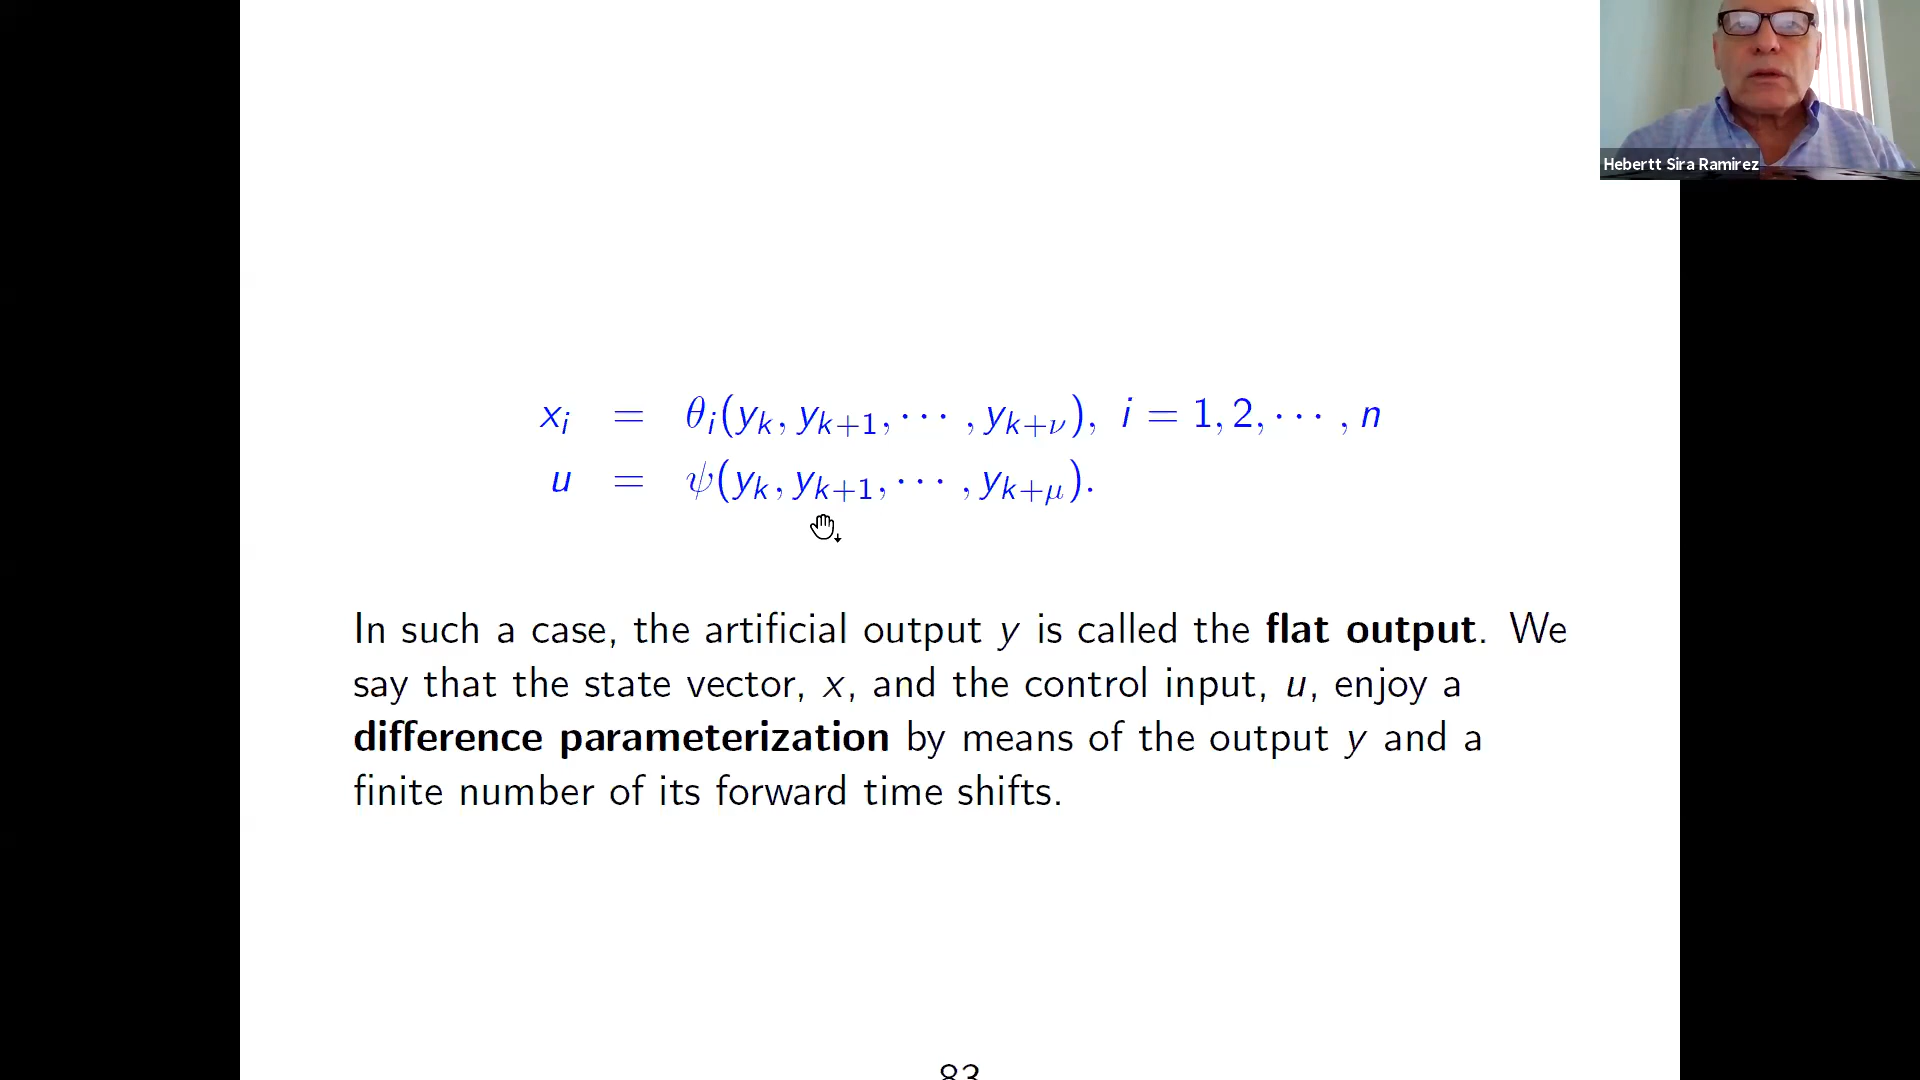 Hebertt Sira Ramirez
x_i = θ_i(y_k, y_{k+1}, ⋯ , y_{k+ν}), i = 1, 2, ⋯ , n
u = ψ(y_k, y_{k+1}, ⋯ , y_{k+μ}).
In such a case, the artificial output y is called the flat output. We
say that the state vector, x, and the control input, u, enjoy a
difference parameterization by means of the output y and a
finite number of its forward time shifts.
83